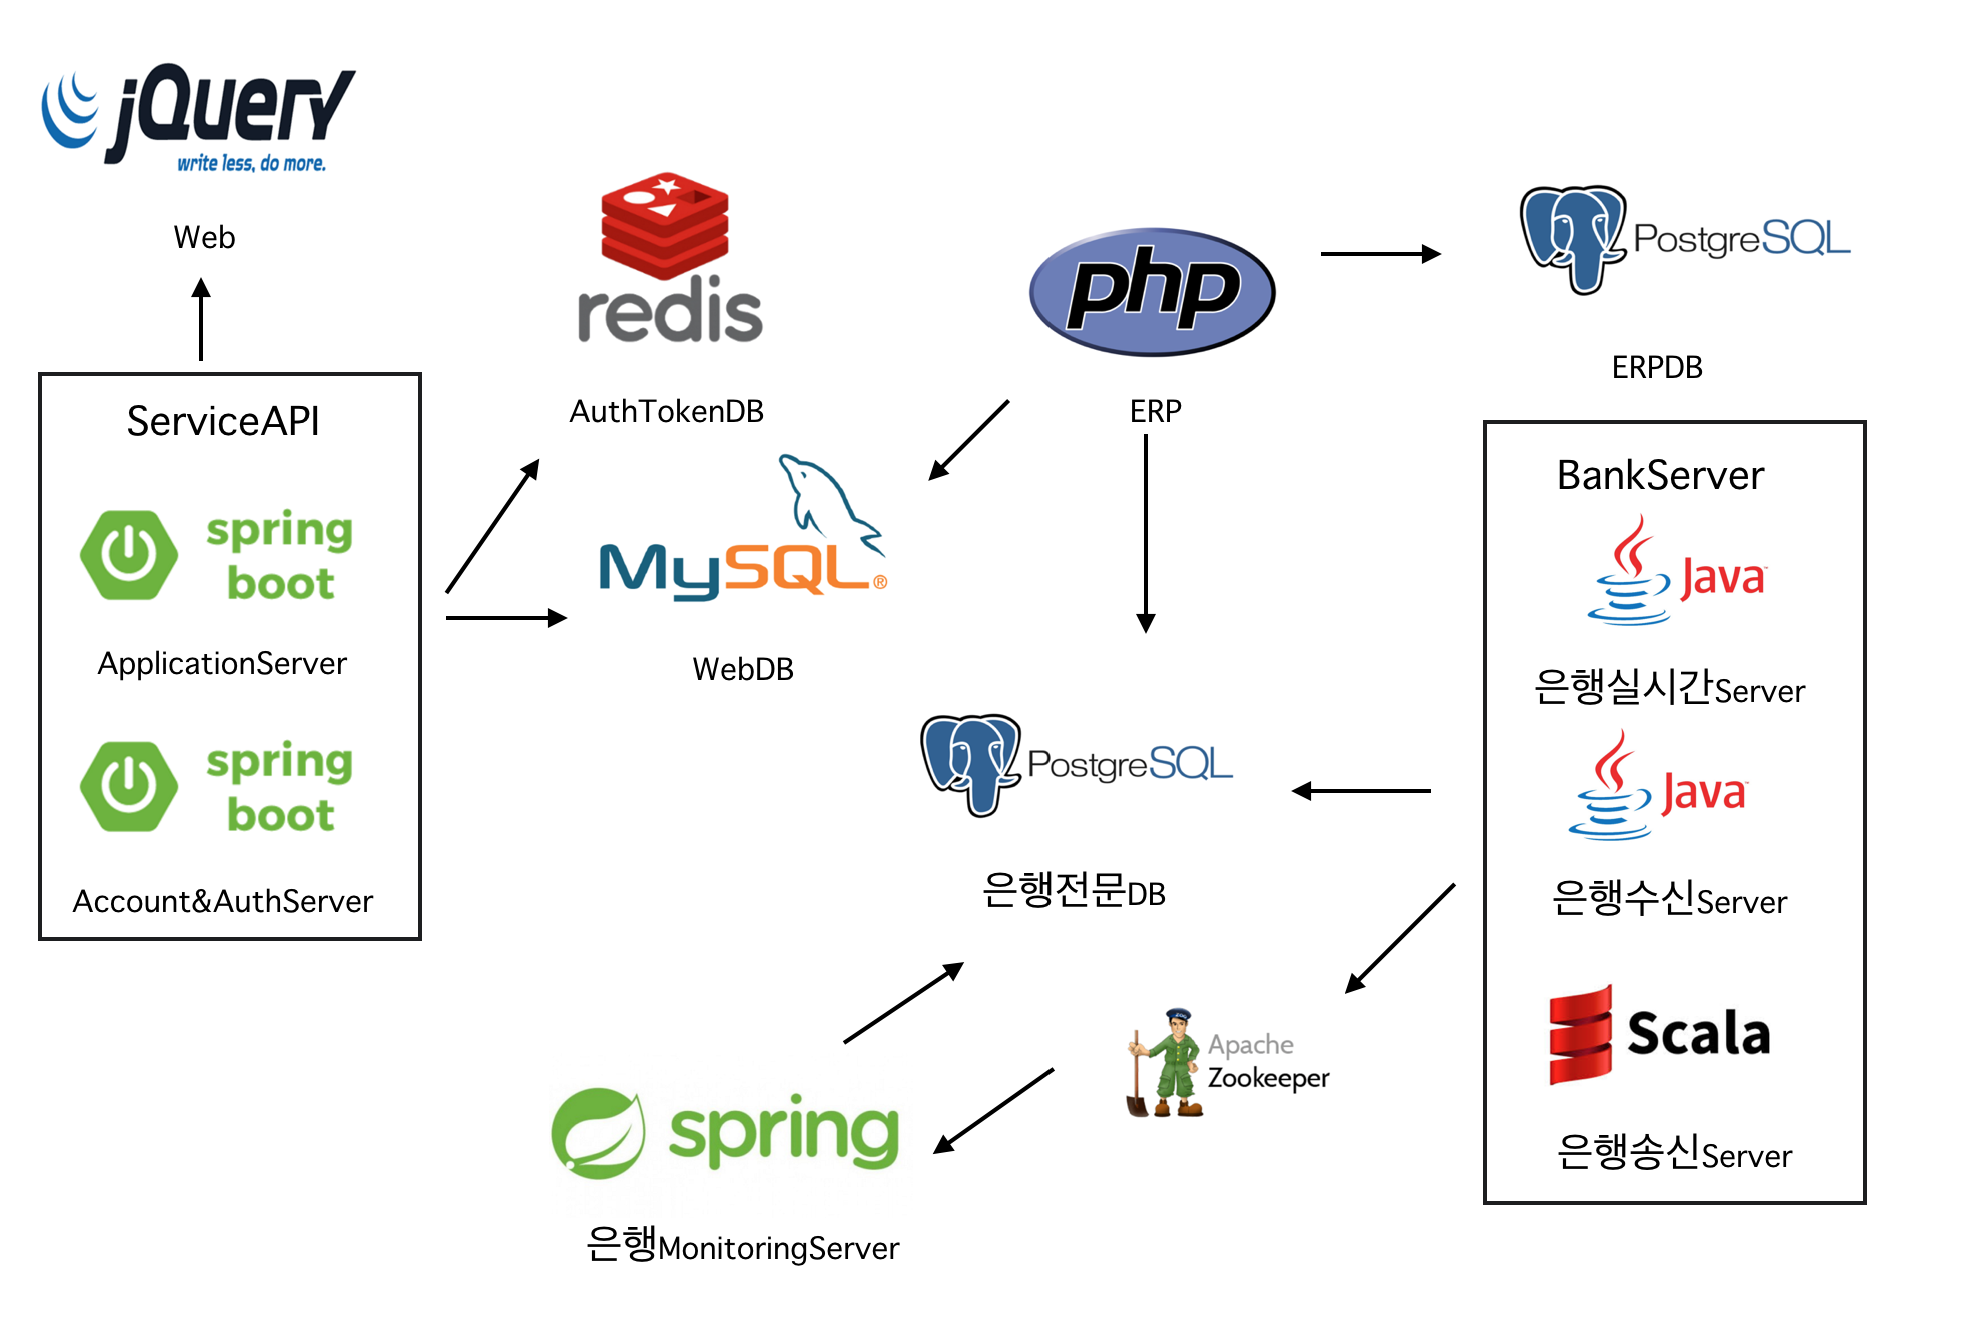 jQuery
write less, do more.
Web
ServiceAPI
spring
boot
ApplicationServer
spring
boot
Account&AuthServer
redis
AuthTokenDB
MySQL®
WebDB
php
ERP
PostgreSQL
ERPDB
PostgreSQL
은행전문DB
spring
은행MonitoringServer
ZOO
Apache
Zookeeper
BankServer
Java™
은행실시간Server
Java™
은행수신Server
Scala
은행송신Server